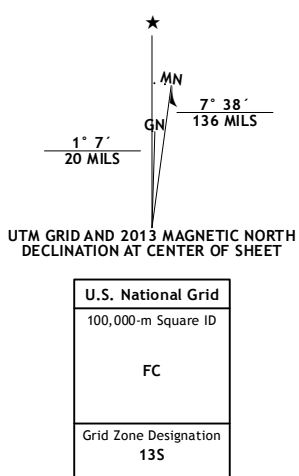 ★
MN
7° 38´
136 MILS
GN
1° 7´
20 MILS
UTM GRID AND 2013 MAGNETIC NORTH
DECLINATION AT CENTER OF SHEET
U.S. National Grid
100,000-m Square ID
FC
Grid Zone Designation
13S